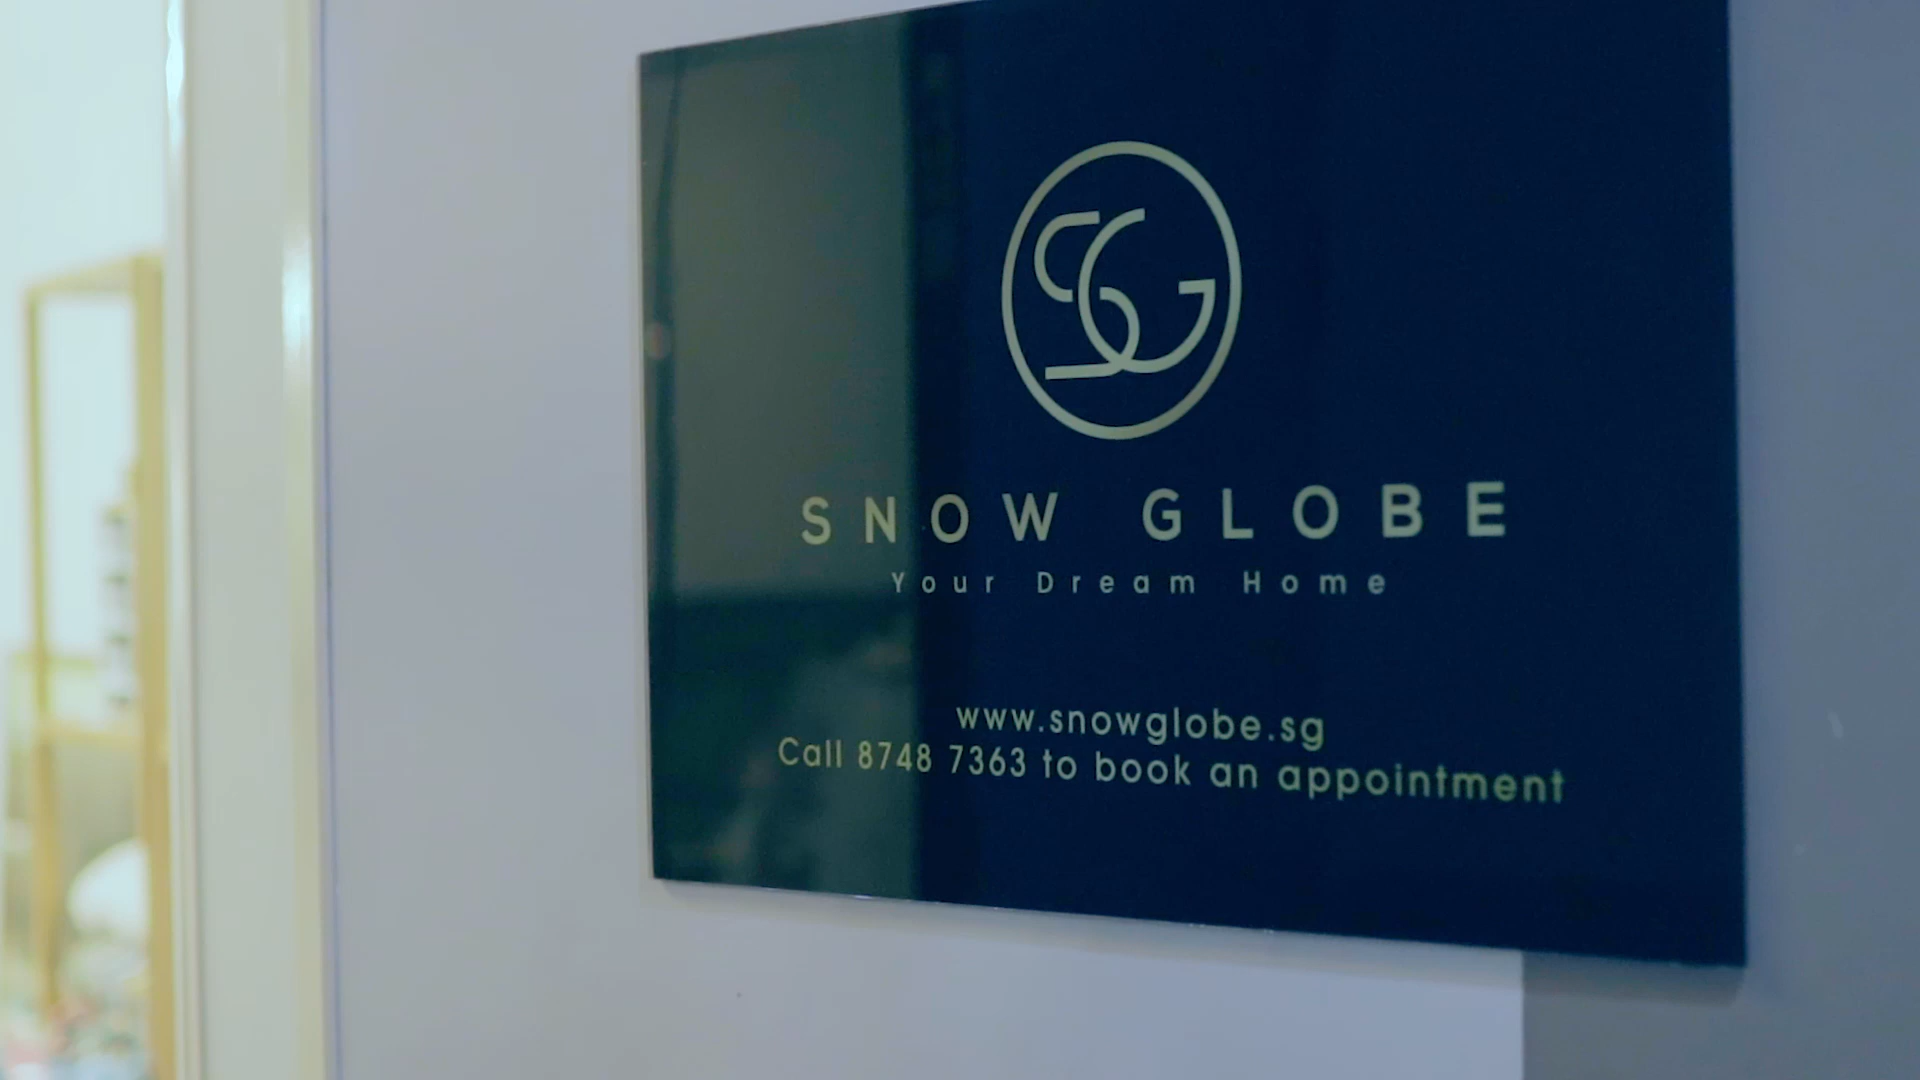 SG
SNOW GLOBE
Your Dream Home
www.snowglobe.sg
Call 8748 7363 to book an appointment